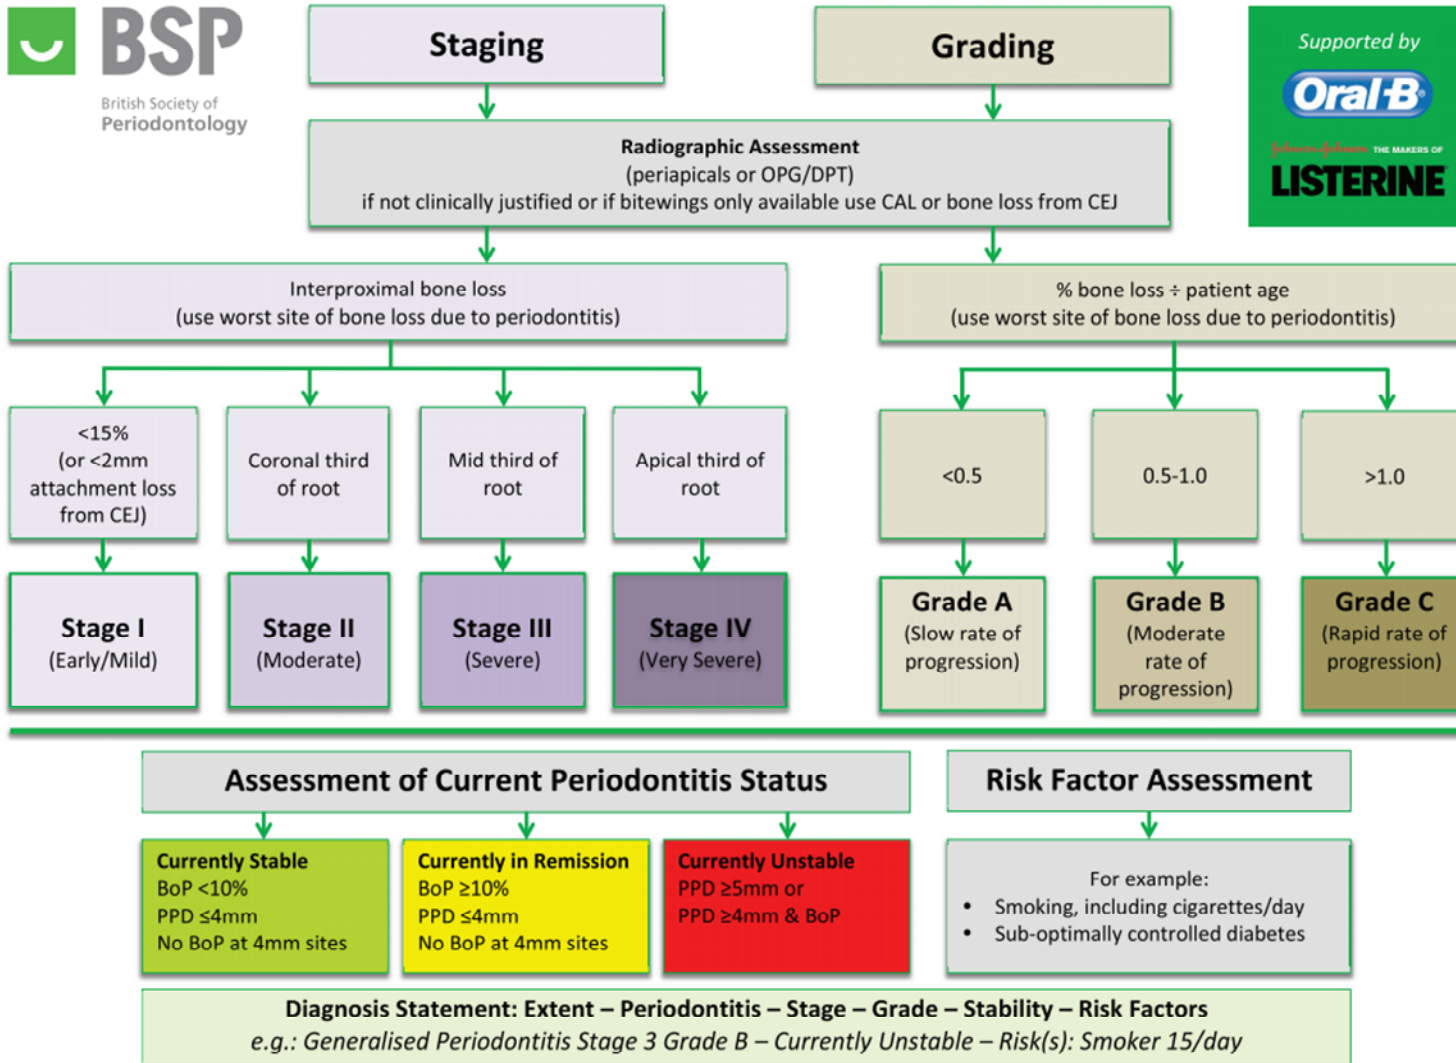 BSP
British Society of
Periodontology
Staging
Grading
Supported by
Oral-B
Johnson & Johnson THE MAKERS OF
LISTERINE
Radiographic Assessment
(periapicals or OPG/DPT)
if not clinically justified or if bitewings only available use CAL or bone loss from CEJ
Interproximal bone loss
(use worst site of bone loss due to periodontitis)
% bone loss ÷ patient age
(use worst site of bone loss due to periodontitis)
<15%
(or <2mm
attachment loss
from CEJ)
Coronal third
of root
Mid third of
root
Apical third of
root
<0.5
0.5-1.0
>1.0
Stage I
(Early/Mild)
Stage II
(Moderate)
Stage III
(Severe)
Stage IV
(Very Severe)
Grade A
(Slow rate of
progression)
Grade B
(Moderate
rate of
progression)
Grade C
(Rapid rate of
progression)
Assessment of Current Periodontitis Status
Risk Factor Assessment
Currently Stable
BoP <10%
PPD ≤4mm
No BoP at 4mm sites
Currently in Remission
BoP ≥10%
PPD ≤4mm
No BoP at 4mm sites
Currently Unstable
PPD ≥5mm or
PPD ≥4mm & BoP
For example:
• Smoking, including cigarettes/day
• Sub-optimally controlled diabetes
Diagnosis Statement: Extent – Periodontitis – Stage – Grade – Stability – Risk Factors
e.g.: Generalised Periodontitis Stage 3 Grade B – Currently Unstable – Risk(s): Smoker 15/day